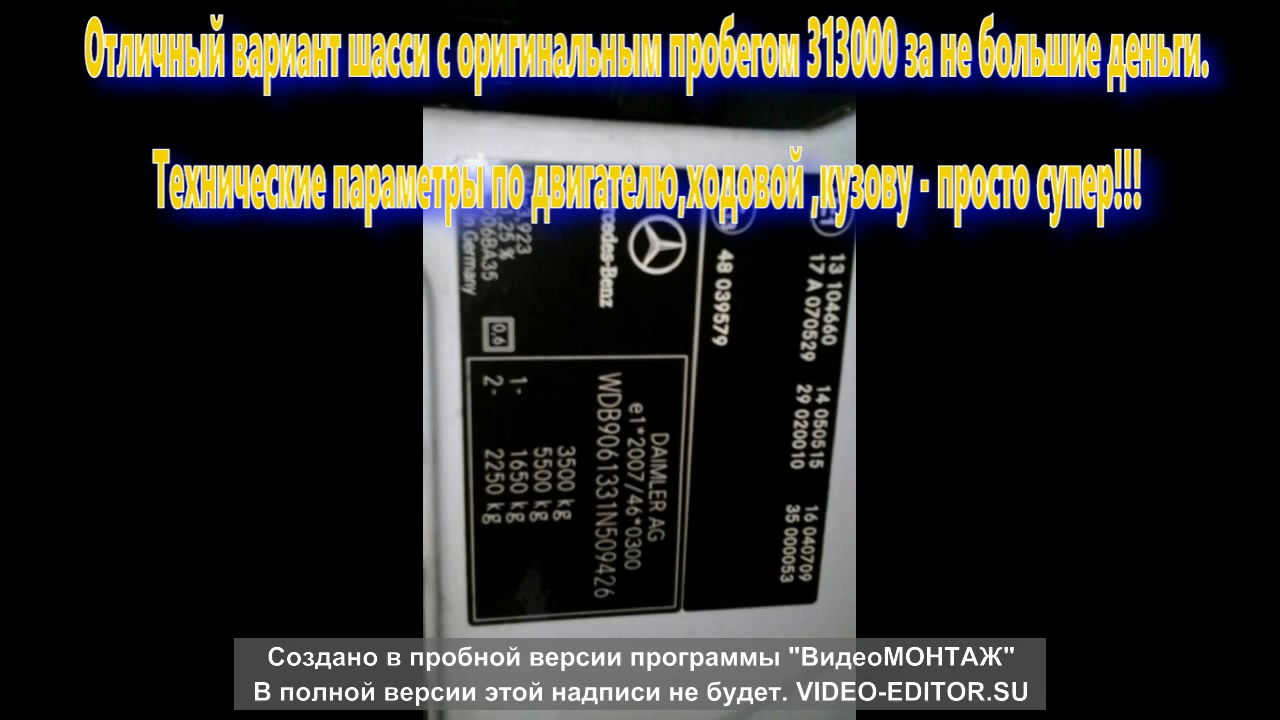 Отличный вариант шасси с оригинальным пробегом 313000 за не большие деньги.
Технические параметры по двигателю,ходовой ,кузову - просто супер!!!
13 104660 14 050515 16 040709
17 A 070529 29 020010 35 000053
48 039579
DAIMLER AG
e1*2007/46*0300
WDB9061331N509426
3500 kg
5500 kg
1- 1650 kg
2- 2250 kg
Mercedes-Benz
923
25 %
06BA35
Germany
0,6
Создано в пробной версии программы "ВидеоМОНТАЖ"
В полной версии этой надписи не будет. VIDEO-EDITOR.SU